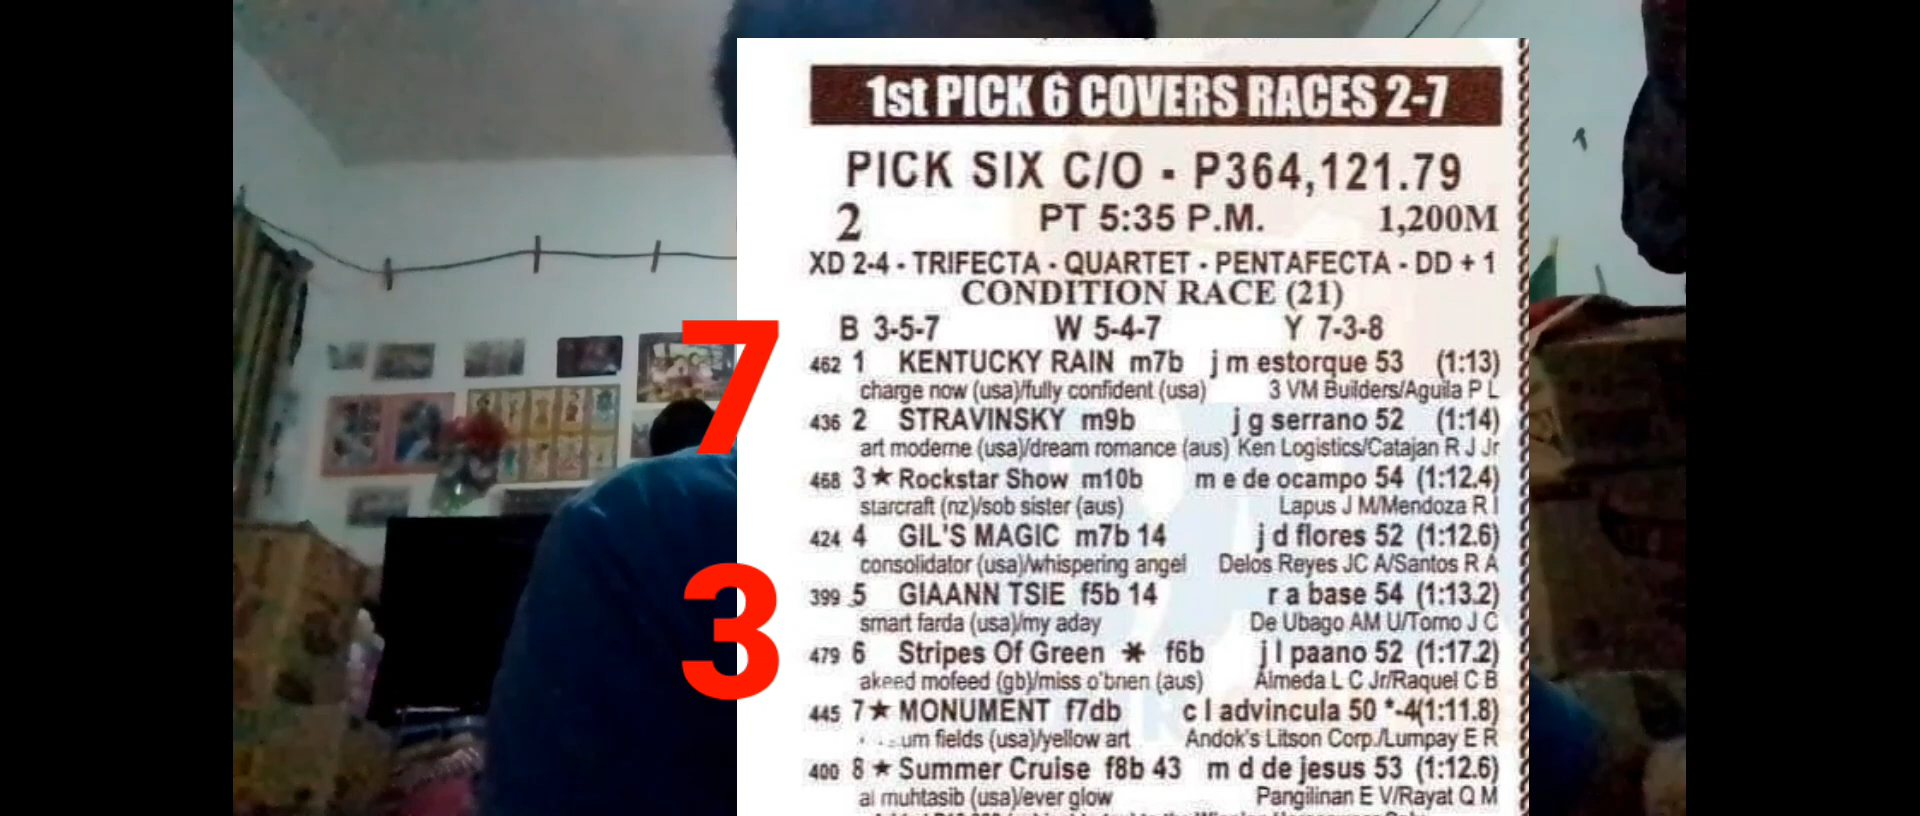 1st PICK 6 COVERS RACES 2-7
PICK SIX C/O - P364,121.79
2 PT 5:35 P.M. 1,200M
XD 2-4 - TRIFECTA - QUARTET - PENTAFECTA - DD + 1
CONDITION RACE (21)
B 3-5-7 W 5-4-7 Y 7-3-8
7
462 1 KENTUCKY RAIN m7b j m estorque 53 (1:13)
charge now (usa)/fully confident (usa) 3 VM Builders/Aguila P L
436 2 STRAVINSKY m9b j g serrano 52 (1:14)
art moderne (usa)/dream romance (aus) Ken Logistics/Catajan R J Jr
468 3★ Rockstar Show m10b m e de ocampo 54 (1:12.4)
starcraft (nz)/sob sister (aus) Lapus J M/Mendoza R I
424 4 GIL'S MAGIC m7b 14 j d flores 52 (1:12.6)
consolidator (usa)/whispering angel Delos Reyes JC A/Santos R A
3
399 5 GIAANN TSIE f5b 14 r a base 54 (1:13.2)
smart farda (usa)/my aday De Ubago AM U/Torno J C
479 6 Stripes Of Green * f6b j l paano 52 (1:17.2)
akeed mofeed (gb)/miss o'brien (aus) Almeda L C Jr/Raquel C B
445 7★ MONUMENT f7db c l advincula 50 *-4(1:11.8)
um fields (usa)/yellow art Andok's Litson Corp./Lumpay E R
400 8★ Summer Cruise f8b 43 m d de jesus 53 (1:12.6)
al muhtasib (usa)/ever glow Pangilinan E V/Rayat Q M